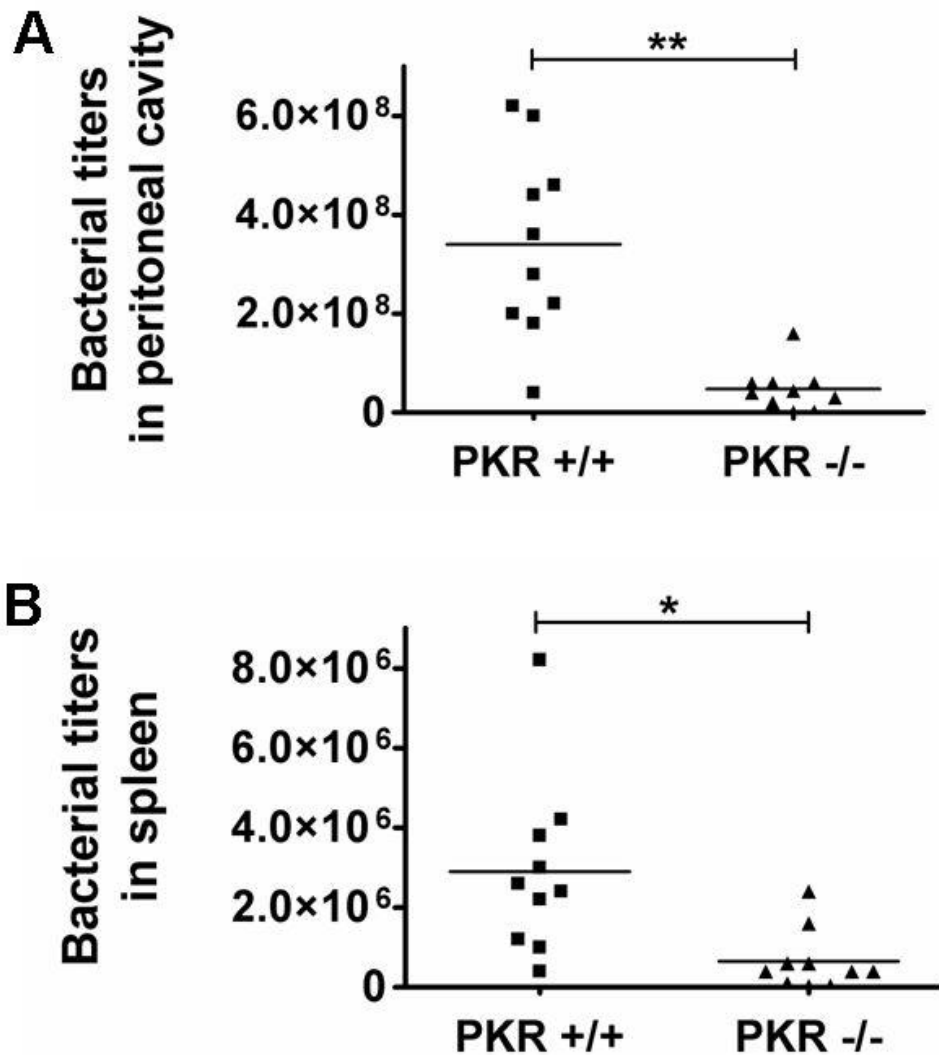 A
Bacterial titers
in peritoneal cavity
**
6.0×10⁸
4.0×10⁸
2.0×10⁸
0
PKR +/+ PKR -/-
B
Bacterial titers
in spleen
*
8.0×10⁶
6.0×10⁶
4.0×10⁶
2.0×10⁶
0
PKR +/+ PKR -/-